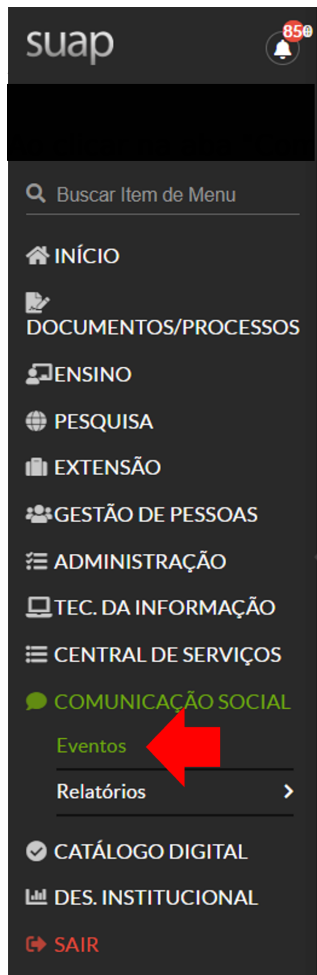 suap
850
Buscar Item de Menu
INÍCIO
DOCUMENTOS/PROCESSOS
ENSINO
PESQUISA
EXTENSÃO
GESTÃO DE PESSOAS
ADMINISTRAÇÃO
TEC. DA INFORMAÇÃO
CENTRAL DE SERVIÇOS
COMUNICAÇÃO SOCIAL
Eventos
Relatórios
CATÁLOGO DIGITAL
DES. INSTITUCIONAL
SAIR